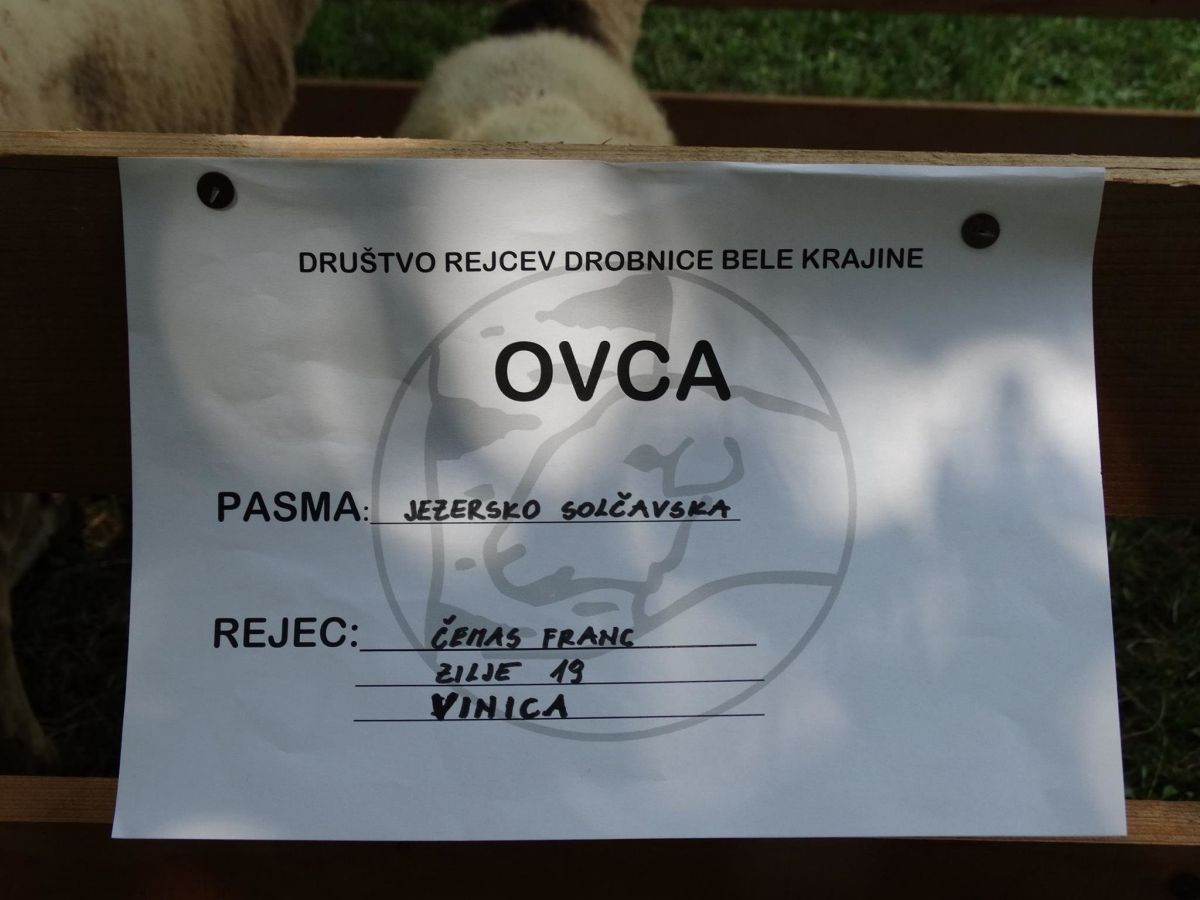 DRUŠTVO REJCEV DROBNICE BELE KRAJINE
OVCA
PASMA: JEZERSKO SOLČAVSKA
REJEC: ČEMAS FRANC
ZILJE 19
VINICA